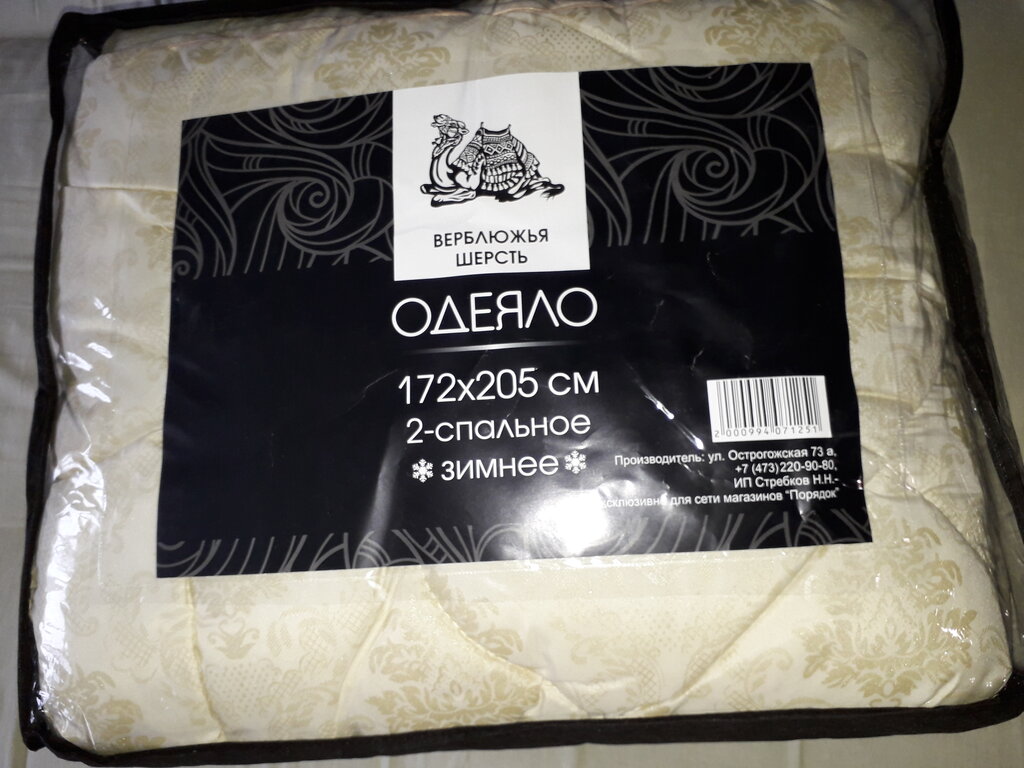 ВЕРБЛЮЖЬЯ
ШЕРСТЬ
ОДЕЯЛО
172х205 см
2-спальное
зимнее
2000994071251
Производитель: ул. Острогожская 73 а,
+7 (473) 220-90-80,
ИП Стребков Н.Н.-
для сети магазинов "Порядок"